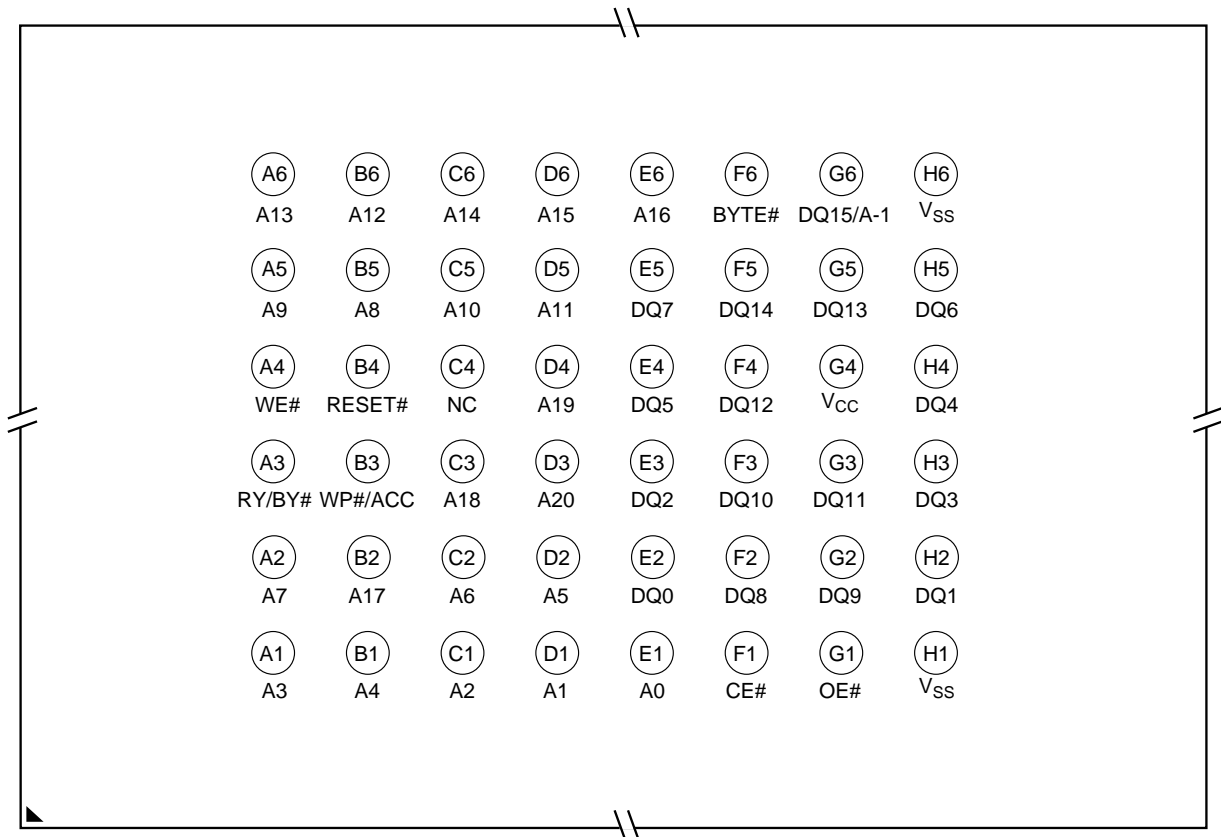 A6 B6 C6 D6 E6 F6 G6 H6
A13 A12 A14 A15 A16 BYTE# DQ15/A-1 VSS
A5 B5 C5 D5 E5 F5 G5 H5
A9 A8 A10 A11 DQ7 DQ14 DQ13 DQ6
A4 B4 C4 D4 E4 F4 G4 H4
WE# RESET# NC A19 DQ5 DQ12 VCC DQ4
A3 B3 C3 D3 E3 F3 G3 H3
RY/BY# WP#/ACC A18 A20 DQ2 DQ10 DQ11 DQ3
A2 B2 C2 D2 E2 F2 G2 H2
A7 A17 A6 A5 DQ0 DQ8 DQ9 DQ1
A1 B1 C1 D1 E1 F1 G1 H1
A3 A4 A2 A1 A0 CE# OE# VSS